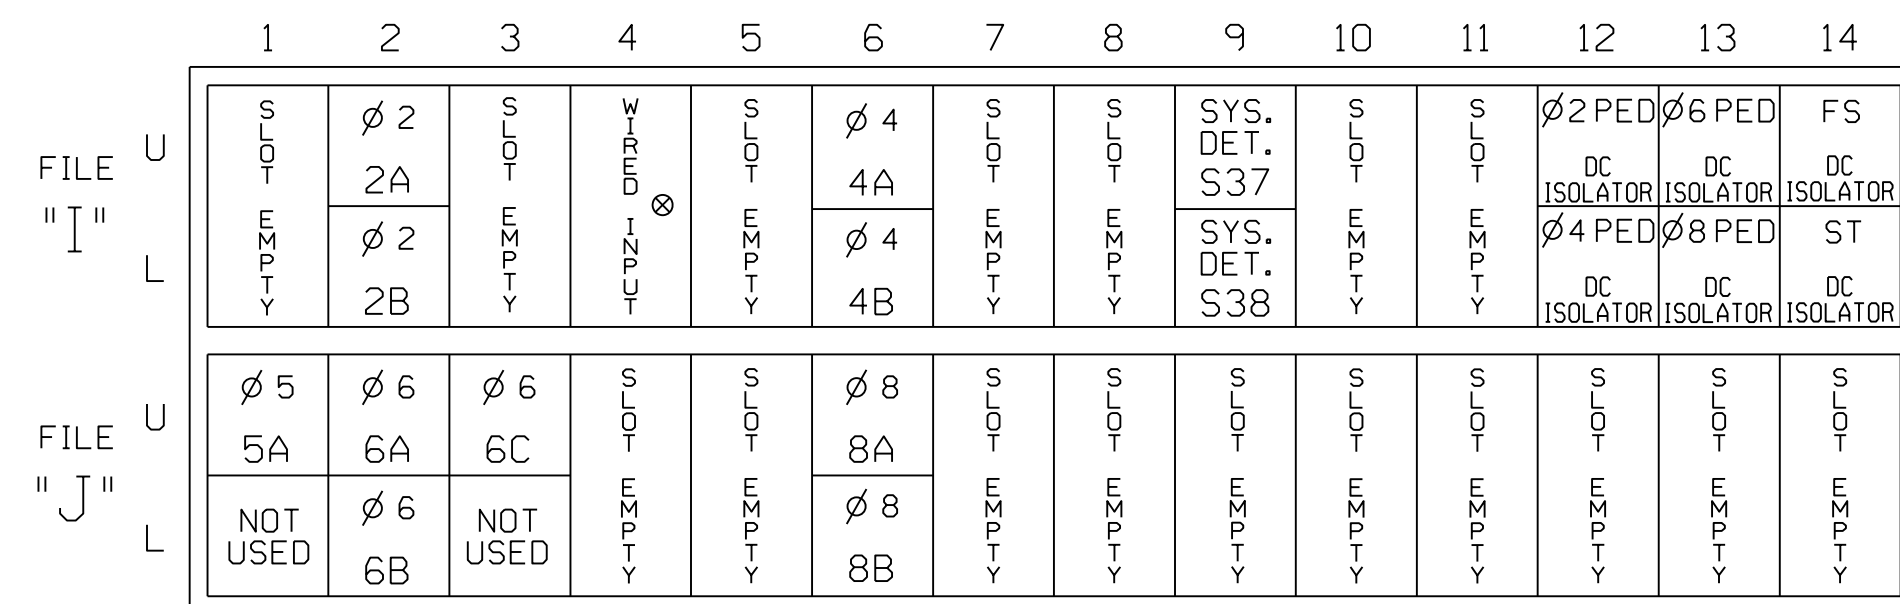 1 2 3 4 5 6 7 8 9 10 11 12 13 14
FILE "I"
U
L
SLOT EMPTY
Ø 2
2A
Ø 2
2B
SLOT EMPTY
WIRED INPUT ⊗
SLOT EMPTY
Ø 4
4A
Ø 4
4B
SLOT EMPTY
SLOT EMPTY
SYS.
DET.
S37
SYS.
DET.
S38
SLOT EMPTY
SLOT EMPTY
Ø2 PED
DC
ISOLATOR
Ø4 PED
DC
ISOLATOR
Ø6 PED
DC
ISOLATOR
Ø8 PED
DC
ISOLATOR
FS
DC
ISOLATOR
ST
DC
ISOLATOR
FILE "J"
U
L
Ø 5
5A
NOT
USED
Ø 6
6A
Ø 6
6B
Ø 6
6C
NOT
USED
SLOT EMPTY
SLOT EMPTY
Ø 8
8A
Ø 8
8B
SLOT EMPTY
SLOT EMPTY
SLOT EMPTY
SLOT EMPTY
SLOT EMPTY
SLOT EMPTY
SLOT EMPTY
SLOT EMPTY